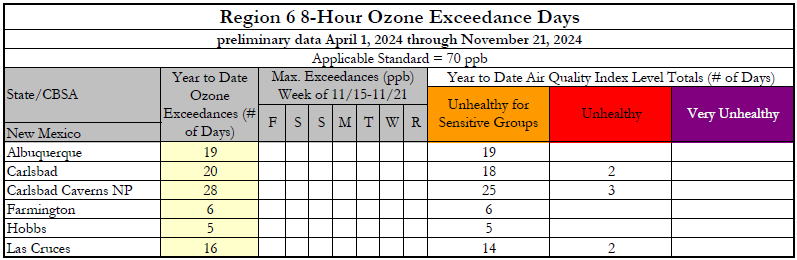 Region 6 8-Hour Ozone Exceedance Days
preliminary data April 1, 2024 through November 21, 2024
Applicable Standard = 70 ppb
State/CBSA
New Mexico
Year to Date
Ozone
Exceedances (#
of Days)
Max. Exceedances (ppb)
Week of 11/15-11/21
F S S M T W R
Year to Date Air Quality Index Level Totals (# of Days)
Unhealthy for
Sensitive Groups
Unhealthy
Very Unhealthy
Albuquerque 19 19
Carlsbad 20 18 2
Carlsbad Caverns NP 28 25 3
Farmington 6 6
Hobbs 5 5
Las Cruces 16 14 2